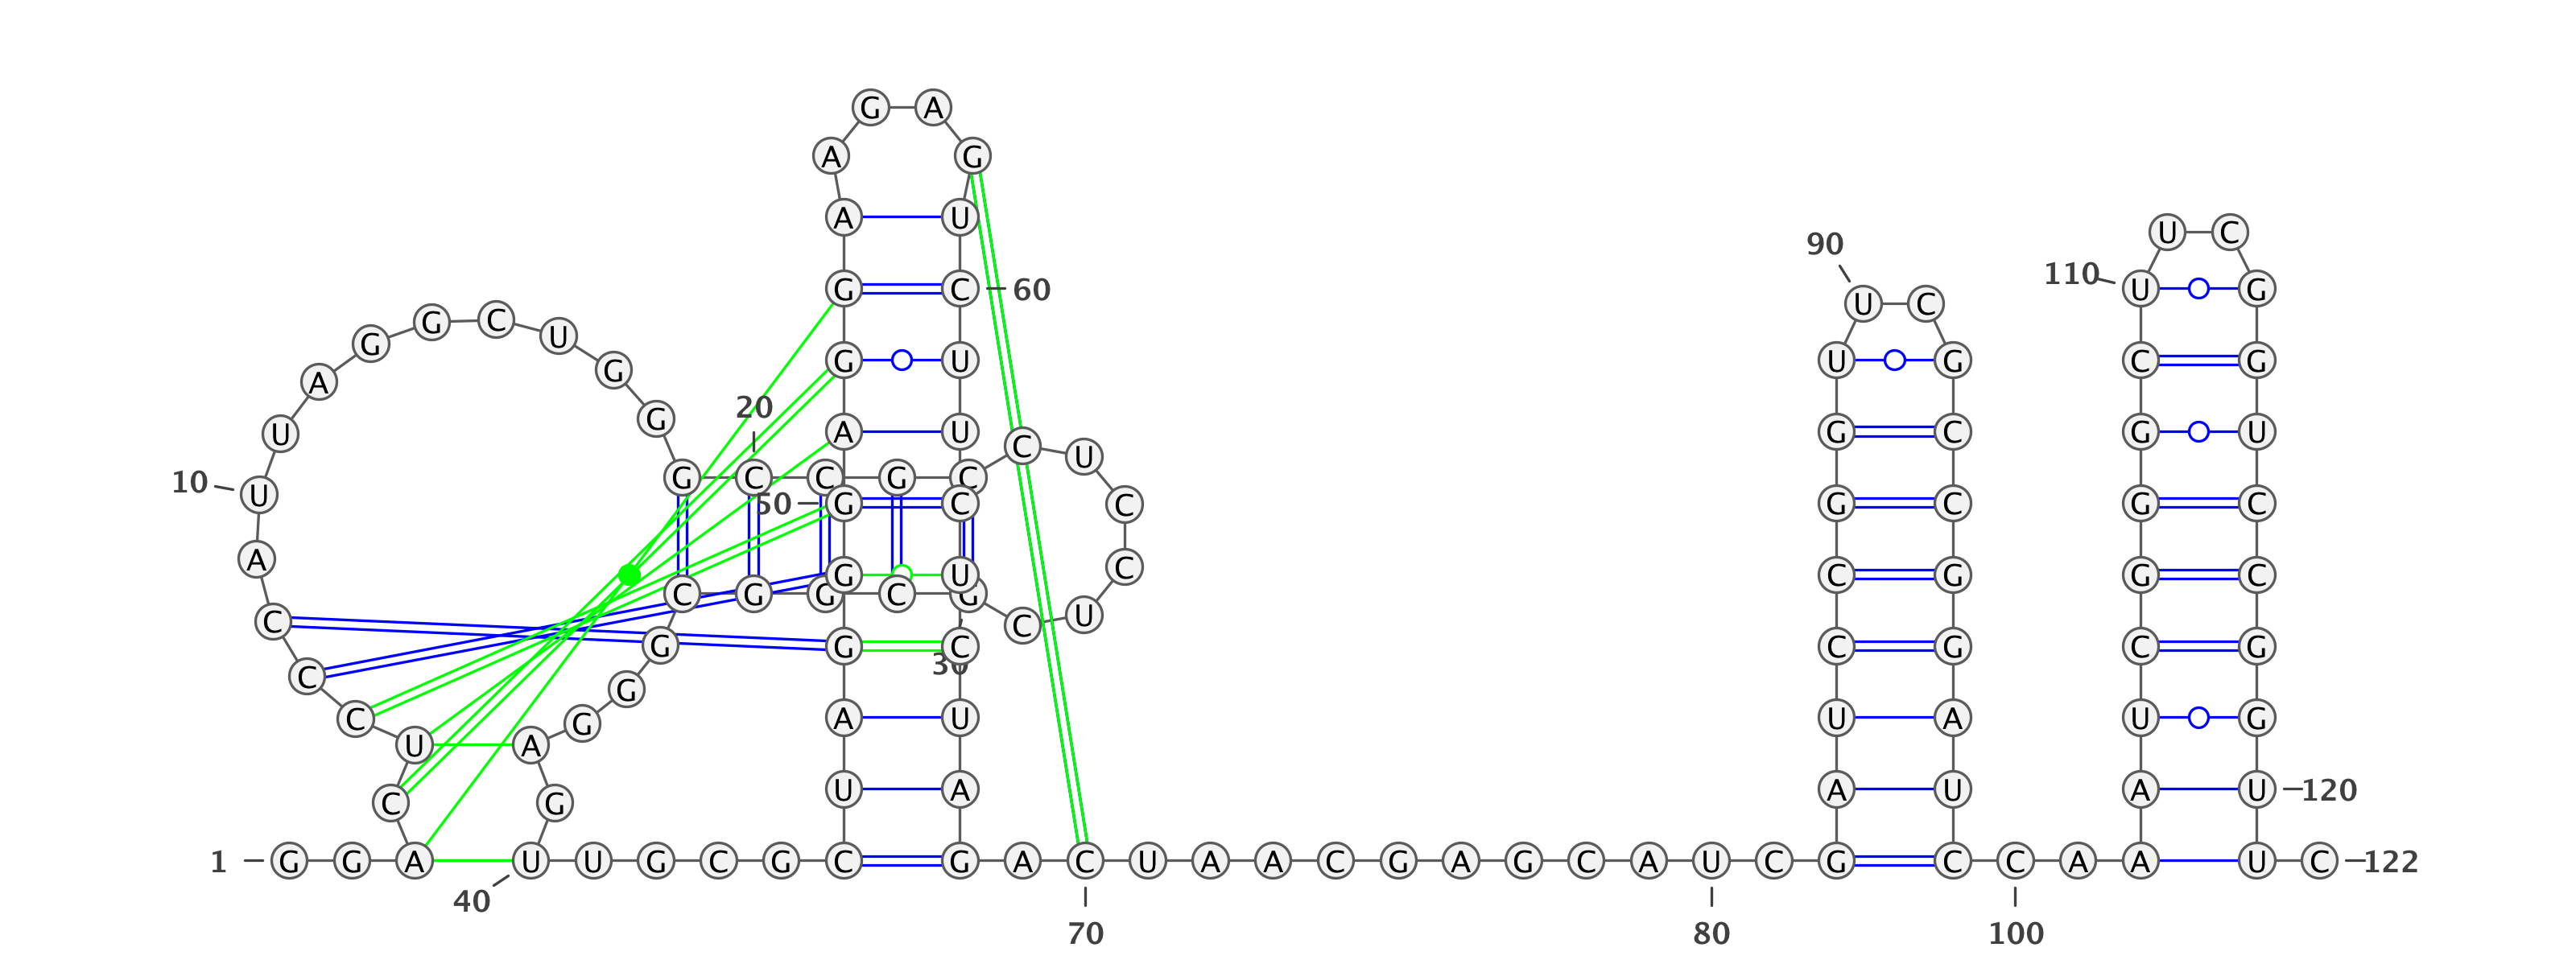 G A
A G
A U
U C
90
110 U G
G C 60
U C
A G G C U
G G U U G C G
A
20
G
U A U C U G C G U
10 U G C C G C
50 G C C G C G C
A G U C C G G C
C G G C G
C C U
G G C C G C G
C 30
G
C G A U U A U G
U A
U A A U A U 120
C G
1 G G A U U G C G C G A C U A A C G A G C A U C G C C A A U C 122
40
70 80 100